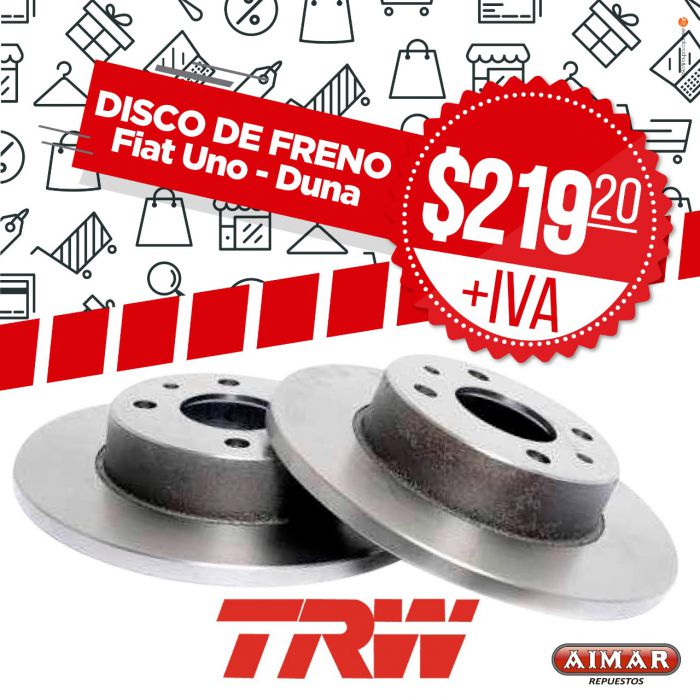 DISCO DE FRENO
Fiat Uno - Duna
$219 20
+IVA
TRW
AIMAR
REPUESTOS